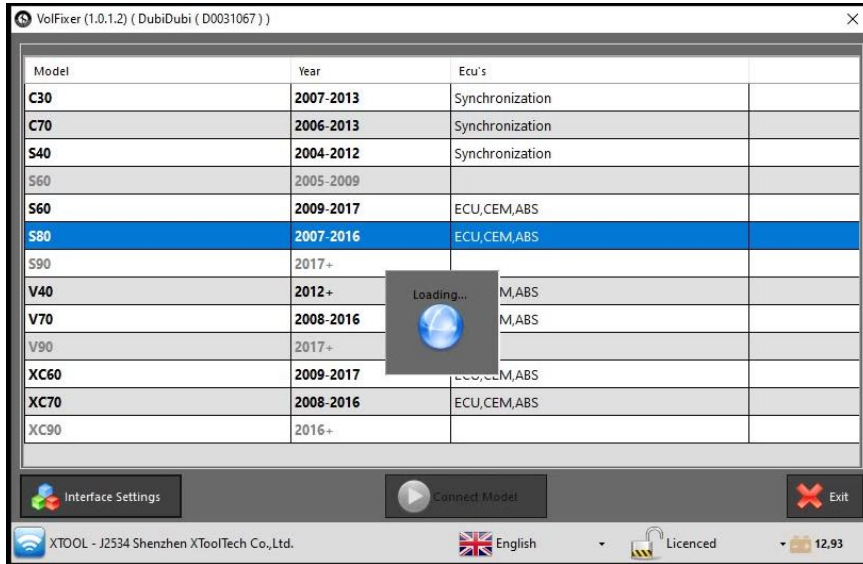 VolFixer (1.0.1.2) ( DubiDubi ( D0031067 ) )
Model Year Ecu's
C30 2007-2013 Synchronization
C70 2006-2013 Synchronization
S40 2004-2012 Synchronization
S60 2005-2009
S60 2009-2017 ECU,CEM,ABS
S80 2007-2016 ECU,CEM,ABS
S90 2017+
V40 2012+ M,ABS
Loading...
V70 2008-2016 M,ABS
V90 2017+
XC60 2009-2017 ECU,CEM,ABS
XC70 2008-2016 ECU,CEM,ABS
XC90 2016+
Interface Settings Connect Model Exit
XTOOL - J2534 Shenzhen XToolTech Co.,Ltd. English Licenced 12,93